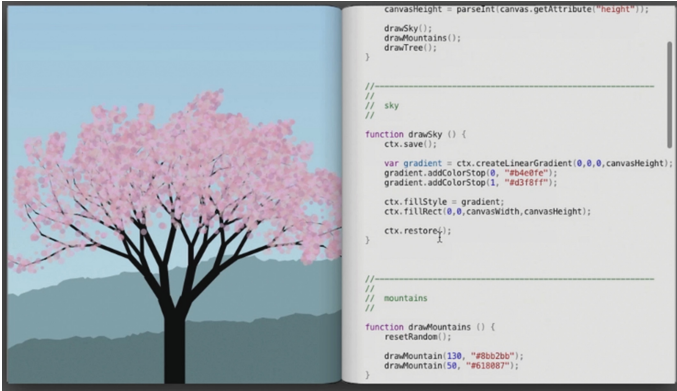 canvasHeight = parseInt(canvas.getAttribute("height"));
drawSky();
drawMountains();
drawTree();
}
//------------------------------------------------------------
//
// sky
//
function drawSky () {
ctx.save();
var gradient = ctx.createLinearGradient(0,0,0,canvasHeight);
gradient.addColorStop(0, "#b4e0fe");
gradient.addColorStop(1, "#d3f8ff");
ctx.fillStyle = gradient;
ctx.fillRect(0,0,canvasWidth,canvasHeight);
ctx.restore();
}
//------------------------------------------------------------
//
// mountains
//
function drawMountains () {
resetRandom();
drawMountain(130, "#8bb2bb");
drawMountain(50, "#618087");
}